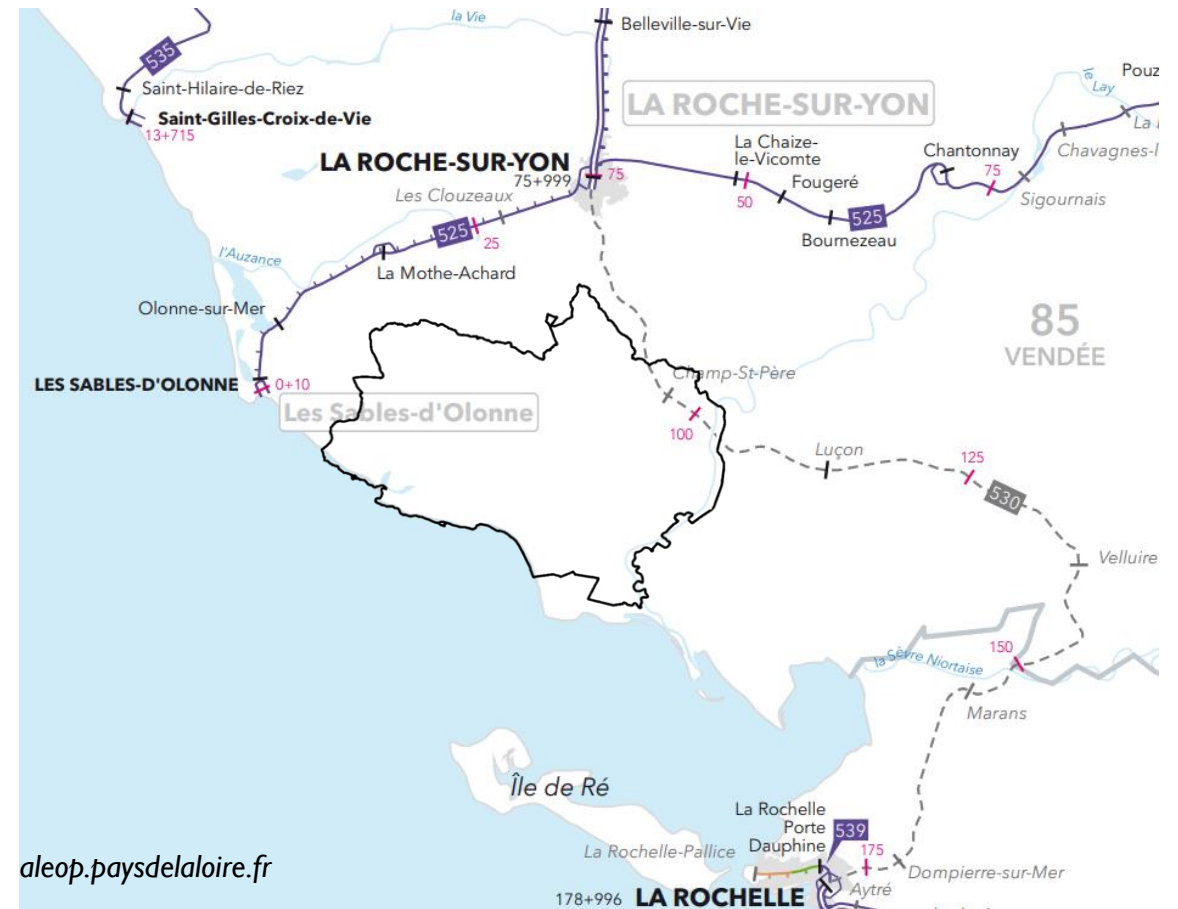 la Vie
Belleville-sur-Vie
535
Saint-Hilaire-de-Riez
Saint-Gilles-Croix-de-Vie
13+715
LA ROCHE-SUR-YON
le
Lay
Pouz
LA ROCHE-SUR-YON
75+999
75
La Chaize-
le-Vicomte
50
Fougeré
Chantonnay
75
Chavagnes-l
Sigournais
Les Clouzeaux
525
25
525
Bournezeau
l'Auzance
La Mothe-Achard
Olonne-sur-Mer
85
VENDÉE
LES SABLES-D'OLONNE
0+10
Les Sables-d'Olonne
Champ-St-Père
100
Luçon
125
530
Velluire
150
la Sèvre Niortaise
Marans
Île de Ré
La Rochelle
Porte
Dauphine
539
La Rochelle-Pallice
175
Dompierre-sur-Mer
Aytré
178+996
LA ROCHELLE
aleop.paysdelaloire.fr